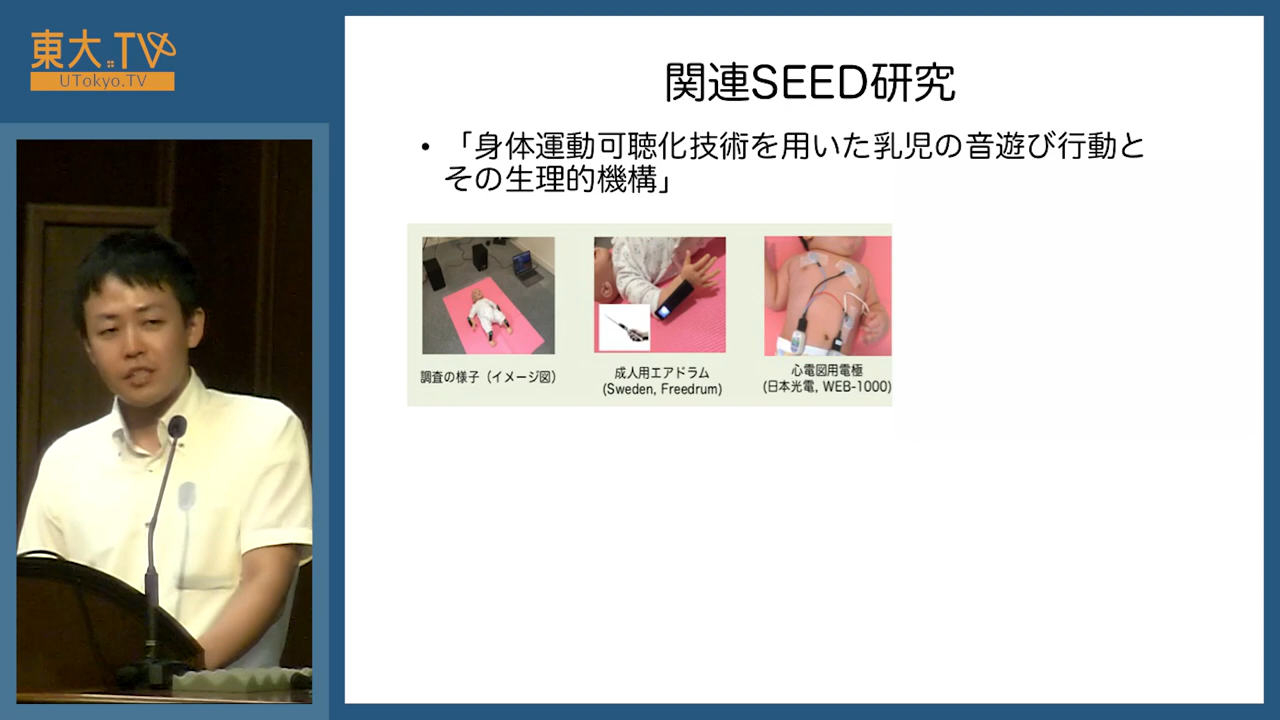 東大.TV
UTokyo.TV
関連SEED研究
• 「身体運動可聴化技術を用いた乳児の音遊び行動と
その生理的機構」
調査の様子（イメージ図）
成人用エアドラム
(Sweden, Freedrum)
心電図用電極
(日本光電, WEB-1000)